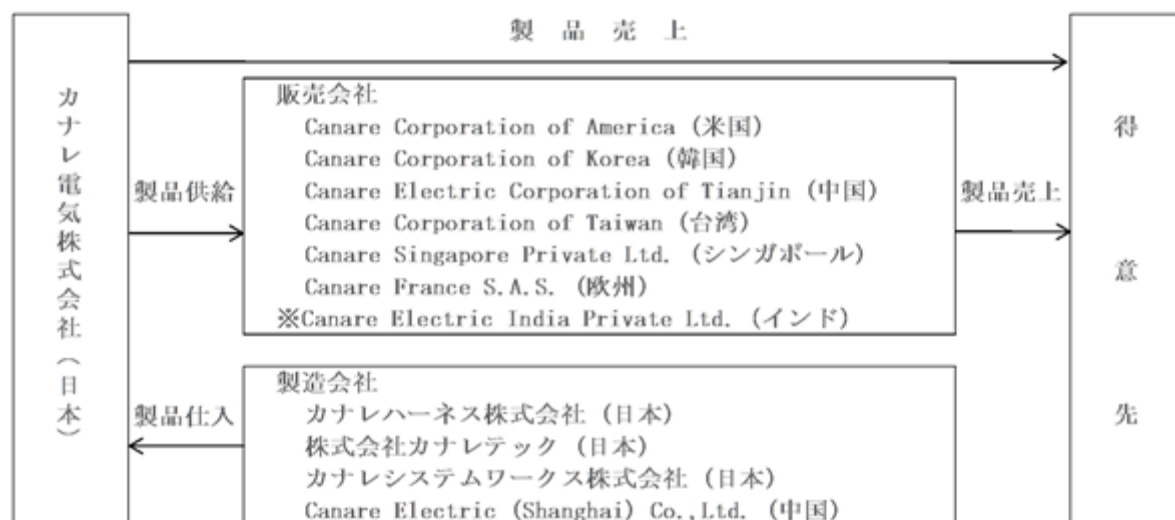 製品売上
カナレ電気株式会社（日本）
製品供給
販売会社
Canare Corporation of America (米国)
Canare Corporation of Korea (韓国)
Canare Electric Corporation of Tianjin (中国)
Canare Corporation of Taiwan (台湾)
Canare Singapore Private Ltd. (シンガポール)
Canare France S.A.S. (欧州)
※Canare Electric India Private Ltd. (インド)
製品売上
得意先
製品仕入
製造会社
カナレハーネス株式会社 (日本)
株式会社カナレテック (日本)
カナレシステムワークス株式会社 (日本)
Canare Electric (Shanghai) Co.,Ltd. (中国)